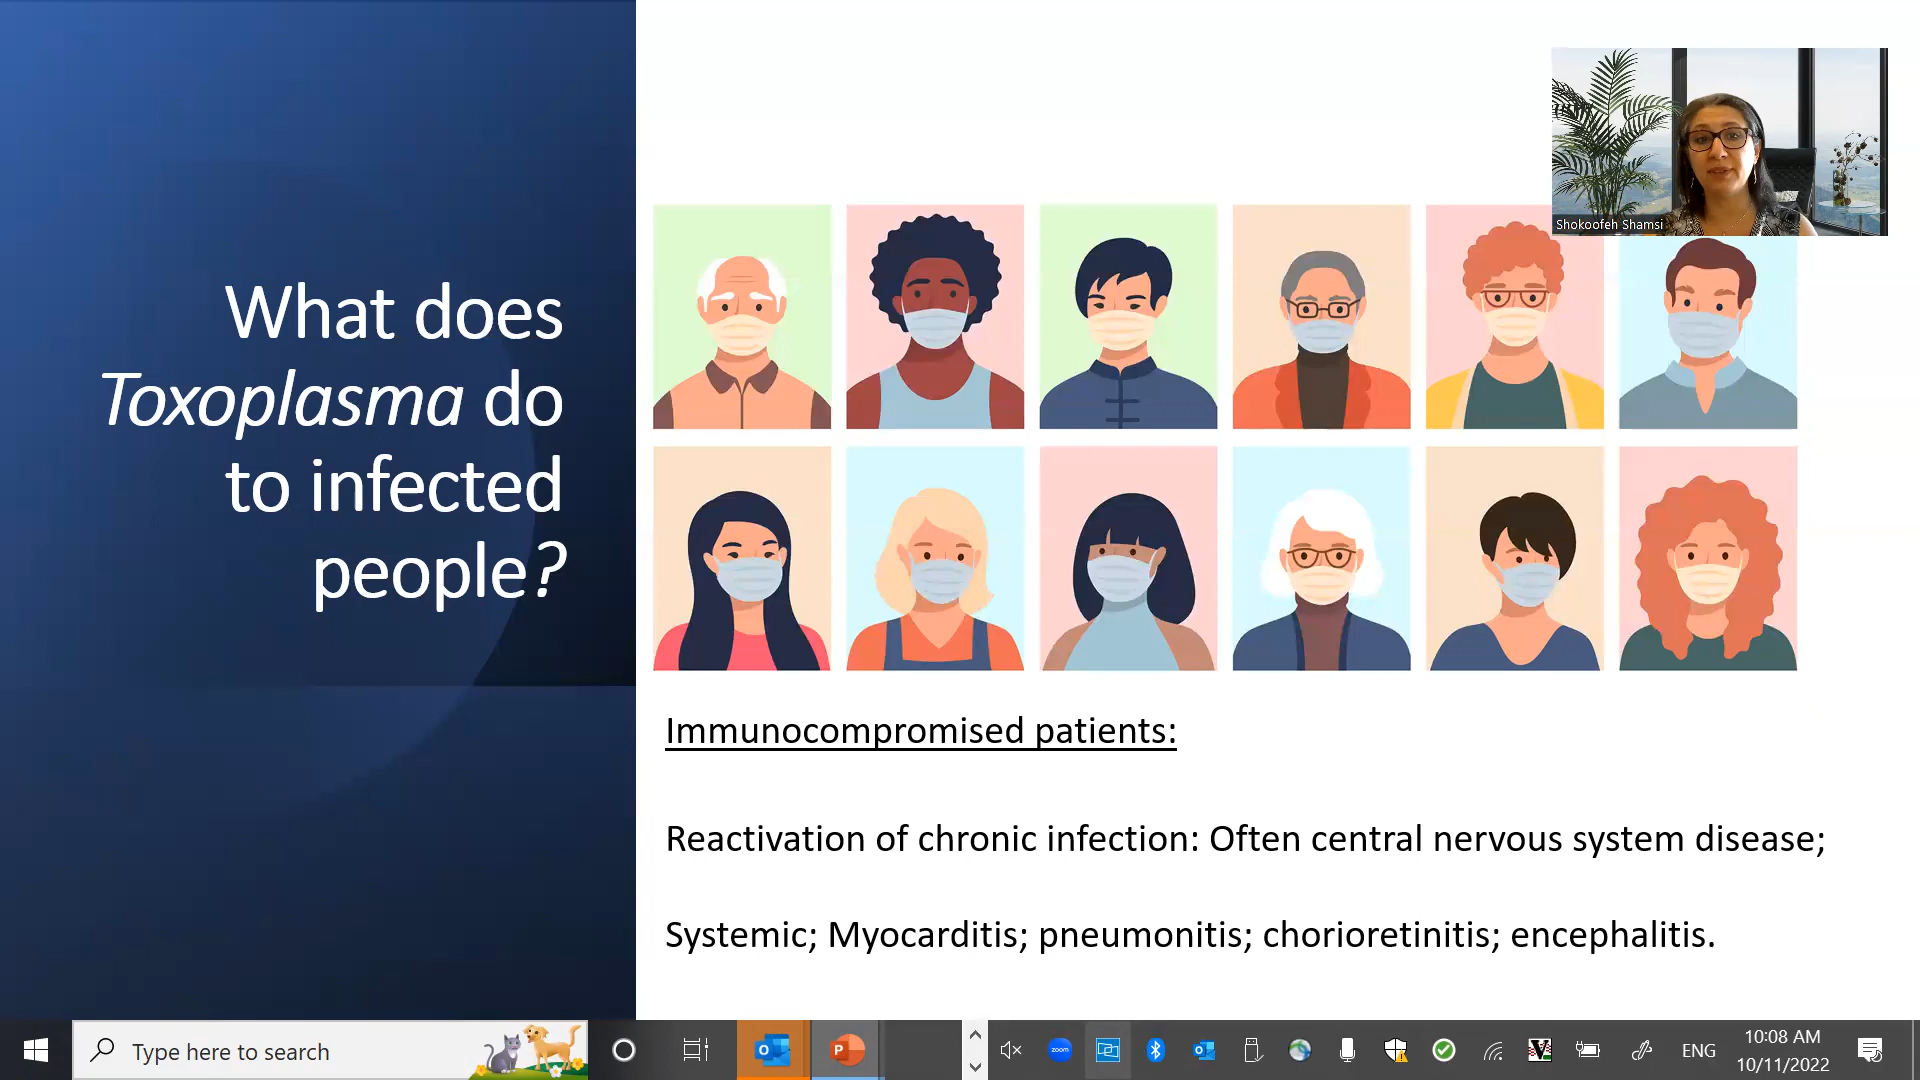 Shokoofeh Shamsi
What does
Toxoplasma do
to infected
people?
Immunocompromised patients:
Reactivation of chronic infection: Often central nervous system disease;
Systemic; Myocarditis; pneumonitis; chorioretinitis; encephalitis.
Type here to search
zoom
ENG
10:08 AM
10/11/2022